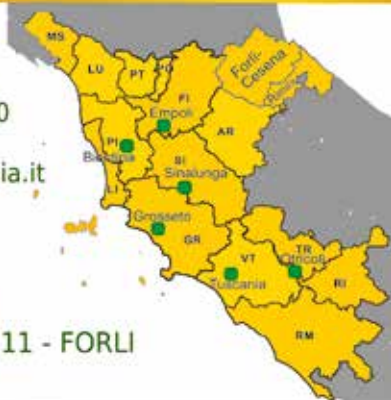 MS
LU
PT
PO
FI
Forlì-
Cesena
Rimini
0
Empoli
AR
PI
Bientina
ia.it
SI
Sinalunga
LI
Grosseto
GR
TR
Otricoli
VT
Tuscania
RI
RM
11 - FORLI